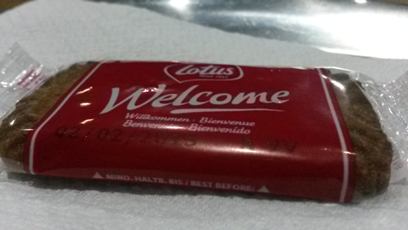 Lotus
Welcome
Willkommen · Bienvenue
Benvenuto · Bienvenido
MIND. HALTB. BIS / BEST BEFORE: